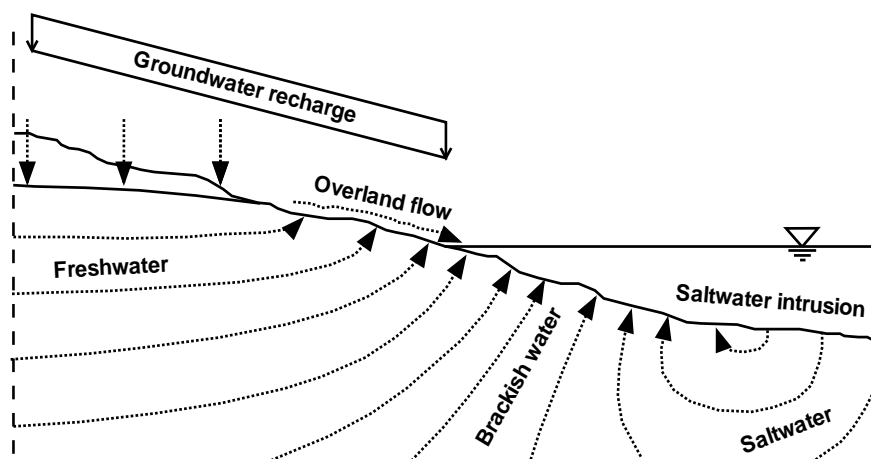 Groundwater recharge
Overland flow
Freshwater
Saltwater intrusion
Brackish water
Saltwater